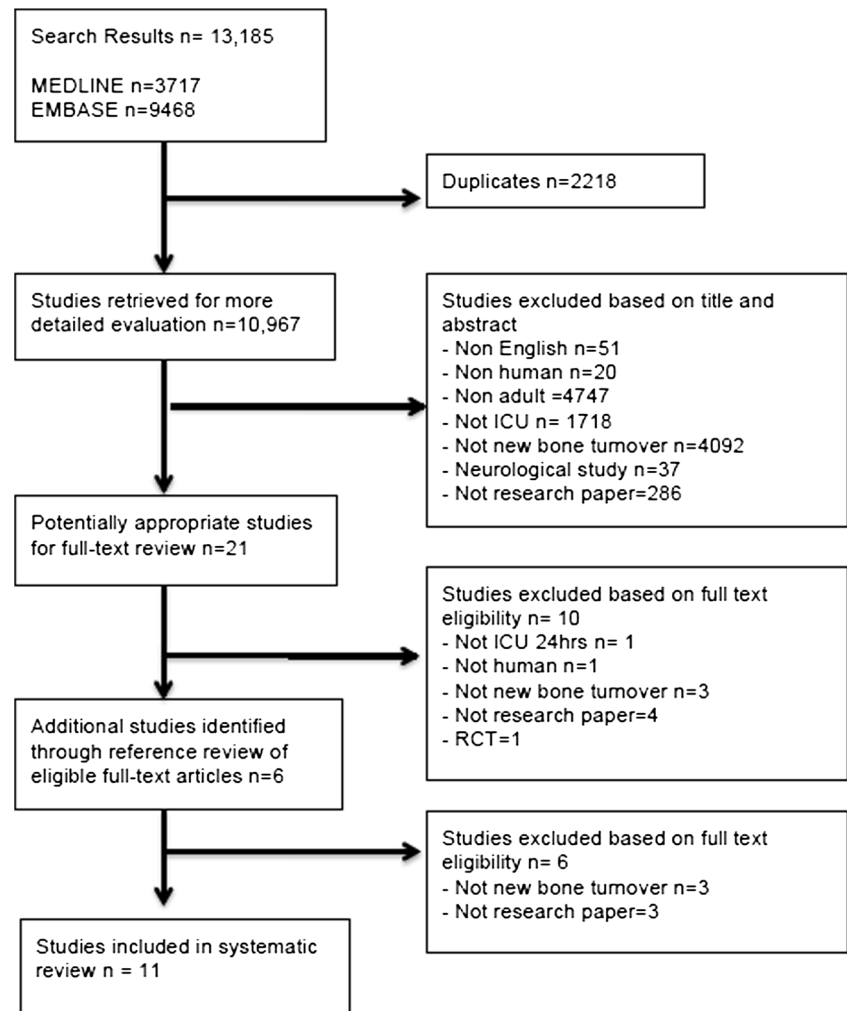 Search Results n= 13,185
MEDLINE n=3717
EMBASE n=9468
Duplicates n=2218
Studies retrieved for more
detailed evaluation n=10,967
Studies excluded based on title and
abstract
- Non English n=51
- Non human n=20
- Non adult =4747
- Not ICU n= 1718
- Not new bone turnover n=4092
- Neurological study n=37
- Not research paper=286
Potentially appropriate studies
for full-text review n=21
Studies excluded based on full text
eligibility n= 10
- Not ICU 24hrs n= 1
- Not human n=1
- Not new bone turnover n=3
- Not research paper=4
- RCT=1
Additional studies identified
through reference review of
eligible full-text articles n=6
Studies excluded based on full text
eligibility n= 6
- Not new bone turnover n=3
- Not research paper=3
Studies included in systematic
review n = 11